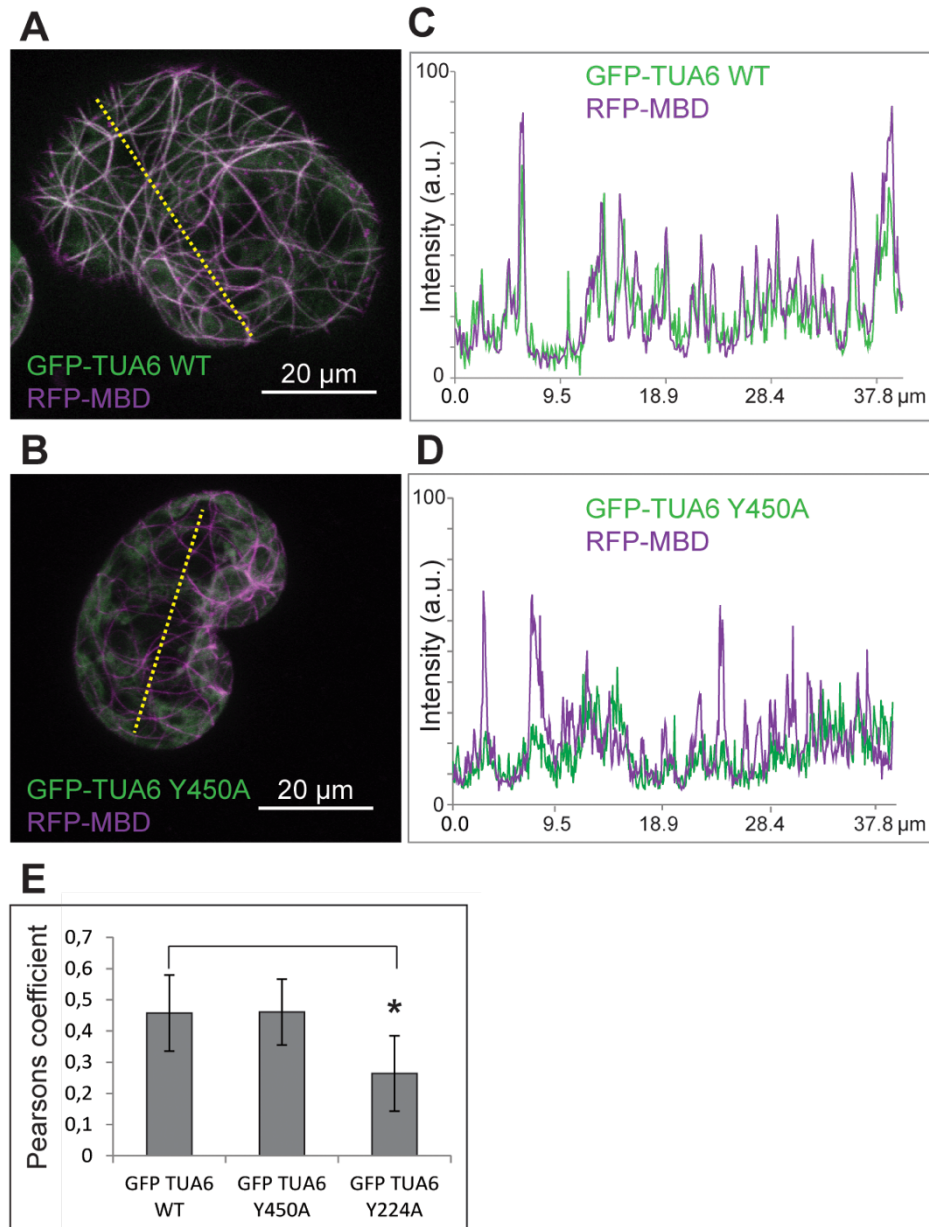 A
GFP-TUA6 WT
RFP-MBD
20 µm
C
GFP-TUA6 WT
RFP-MBD
Intensity (a.u.)
100
0
0.0 9.5 18.9 28.4 37.8 µm
B
GFP-TUA6 Y450A
RFP-MBD
20 µm
D
GFP-TUA6 Y450A
RFP-MBD
Intensity (a.u.)
100
0
0.0 9.5 18.9 28.4 37.8 µm
E
Pearsons coefficient
0,7
0,6
0,5
0,4
0,3
0,2
0,1
0
*
GFP TUA6 GFP TUA6 GFP TUA6
WT Y450A Y224A